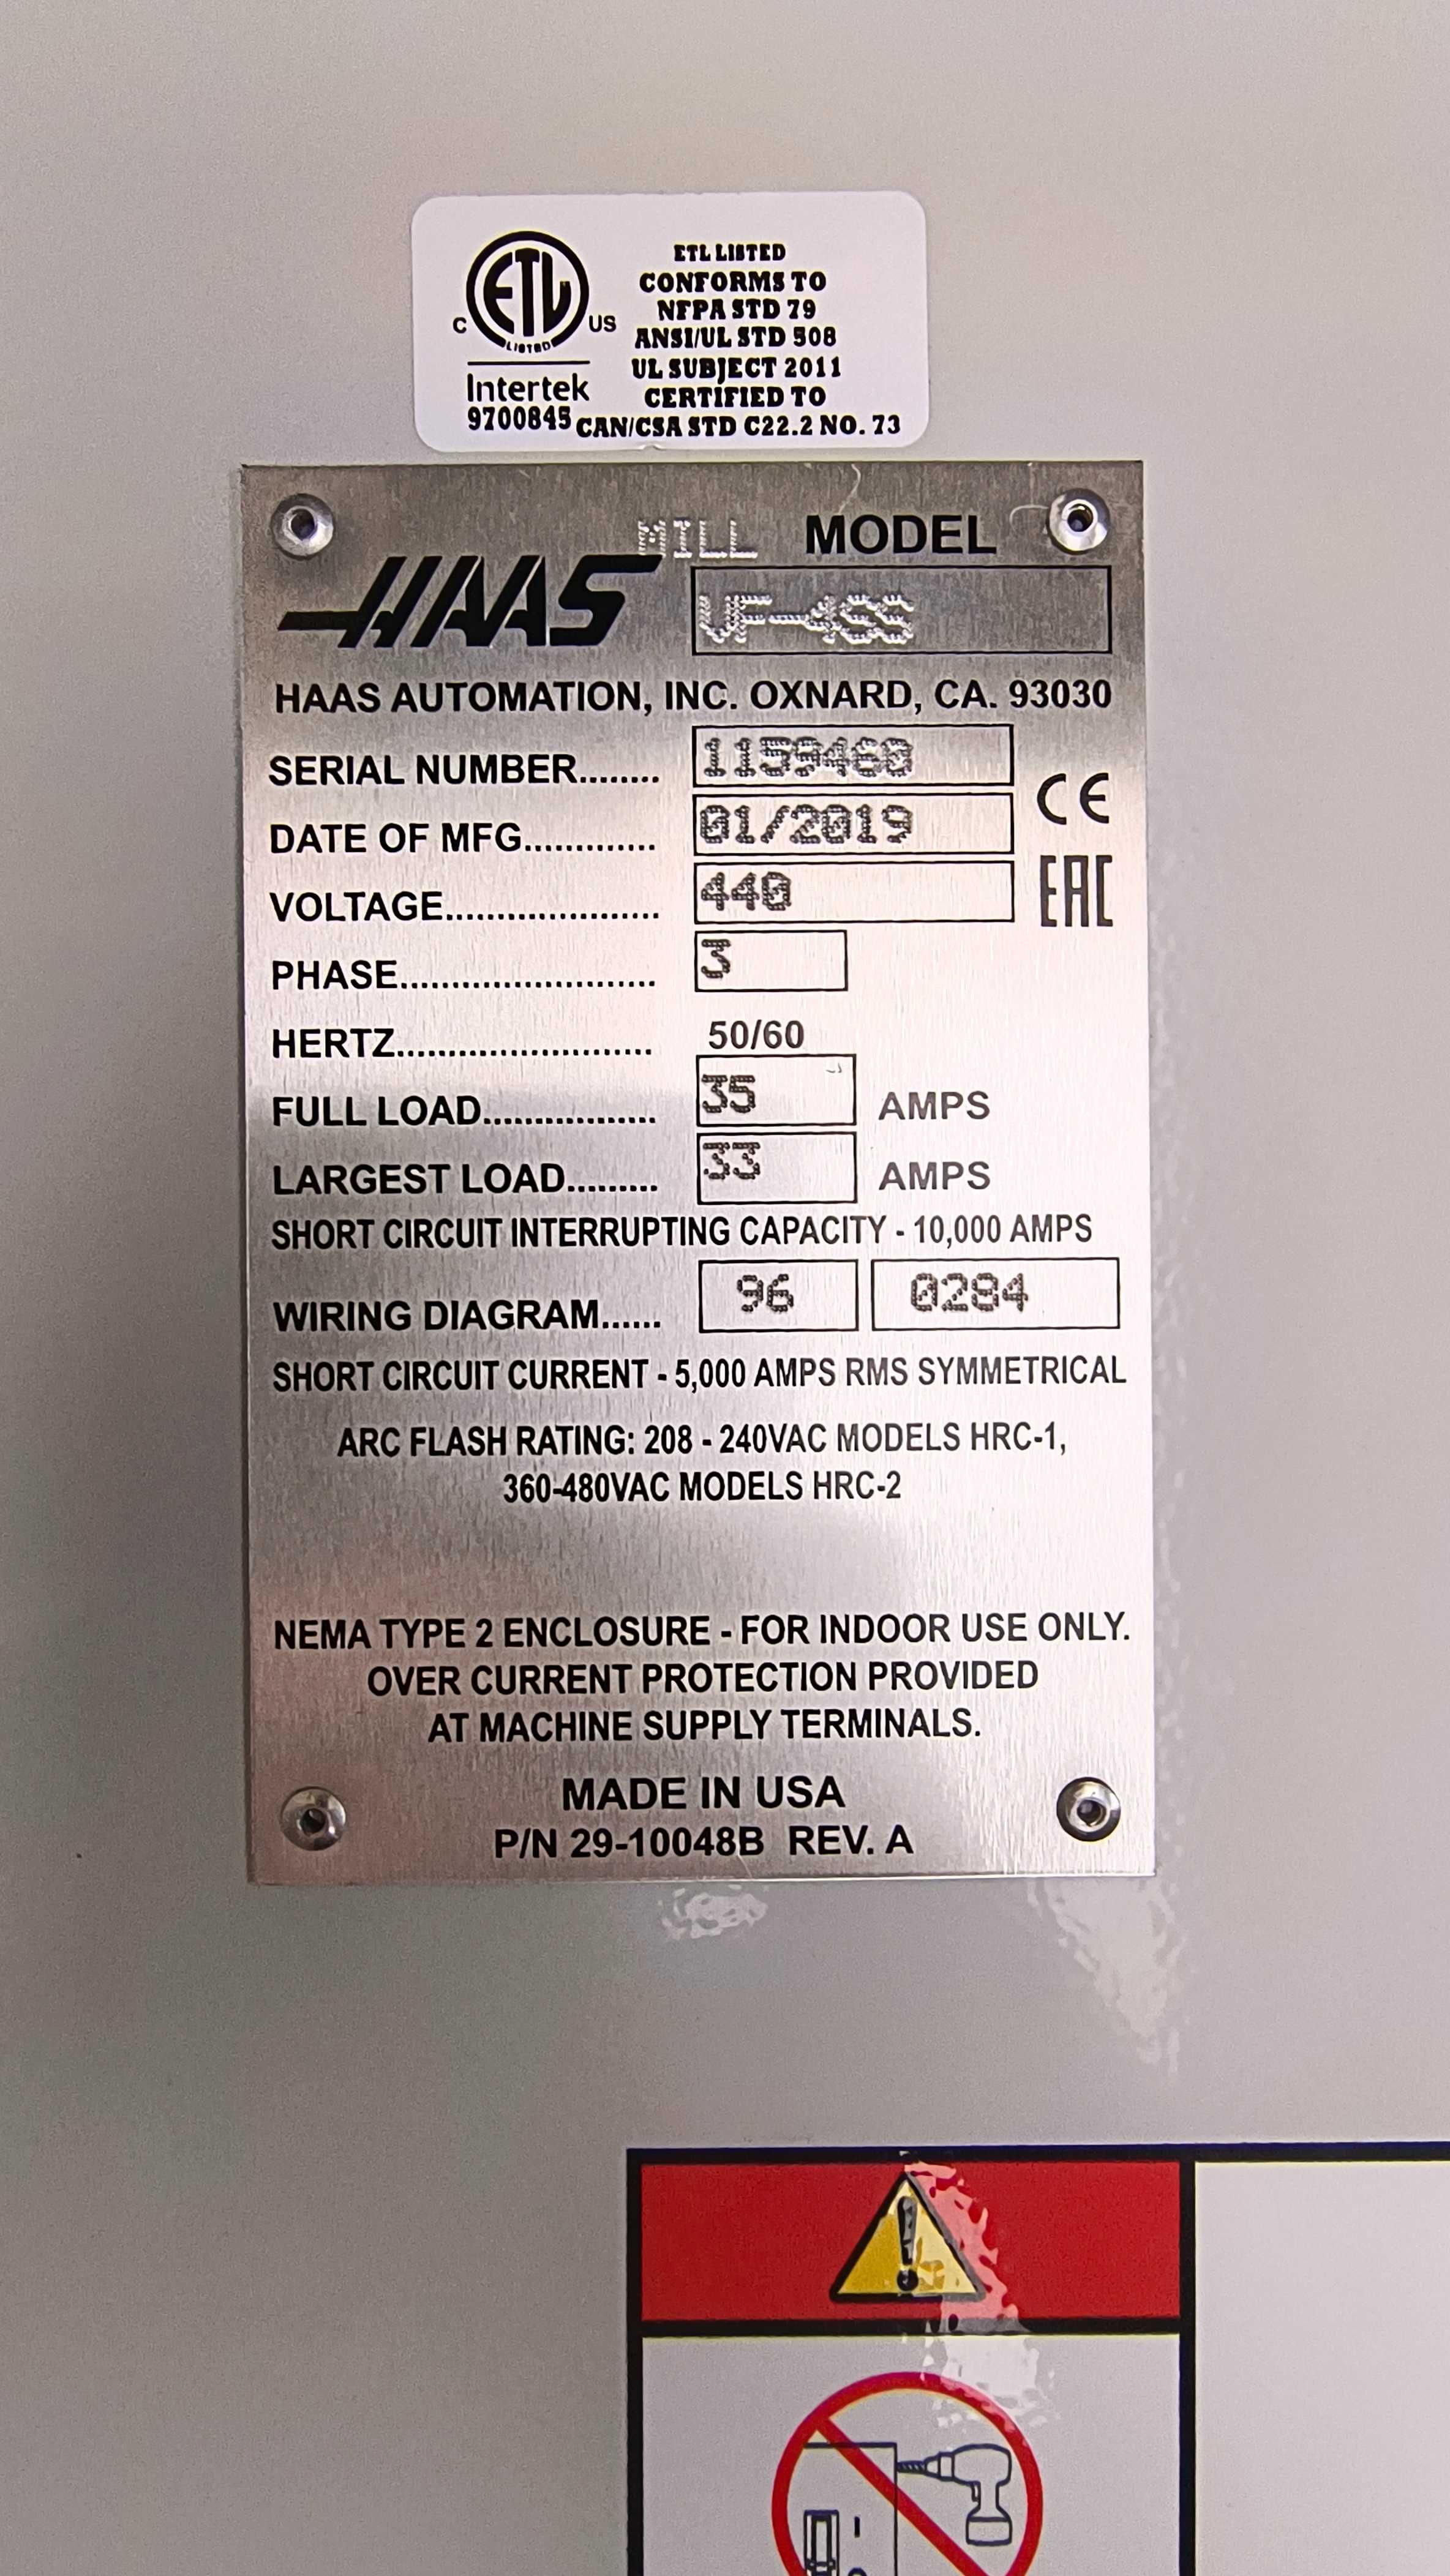 ETL LISTED
CONFORMS TO
NFPA STD 79
ANSI/UL STD 508
UL SUBJECT 2011
CERTIFIED TO
CAN/CSA STD C22.2 NO. 73
C ETL US
LISTED
Intertek
9700845
MILL MODEL
HAAS VF-4SS
HAAS AUTOMATION, INC. OXNARD, CA. 93030
SERIAL NUMBER........ 1159460
DATE OF MFG............. 01/2019
CE
VOLTAGE..................... 440
EAC
PHASE......................... 3
HERTZ......................... 50/60
FULL LOAD................. 35 AMPS
LARGEST LOAD......... 33 AMPS
SHORT CIRCUIT INTERRUPTING CAPACITY - 10,000 AMPS
WIRING DIAGRAM...... 96 0284
SHORT CIRCUIT CURRENT - 5,000 AMPS RMS SYMMETRICAL
ARC FLASH RATING: 208 - 240VAC MODELS HRC-1,
360-480VAC MODELS HRC-2
NEMA TYPE 2 ENCLOSURE - FOR INDOOR USE ONLY.
OVER CURRENT PROTECTION PROVIDED
AT MACHINE SUPPLY TERMINALS.
MADE IN USA
P/N 29-10048B REV. A